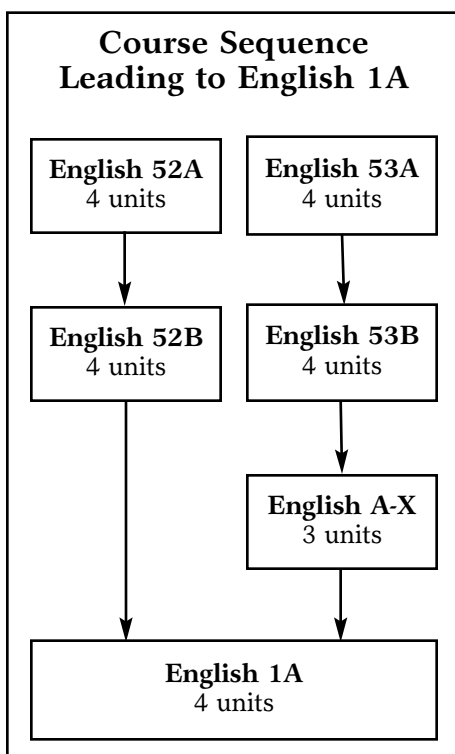 Course Sequence
Leading to English 1A
English 52A
4 units
English 53A
4 units
English 52B
4 units
English 53B
4 units
English A-X
3 units
English 1A
4 units